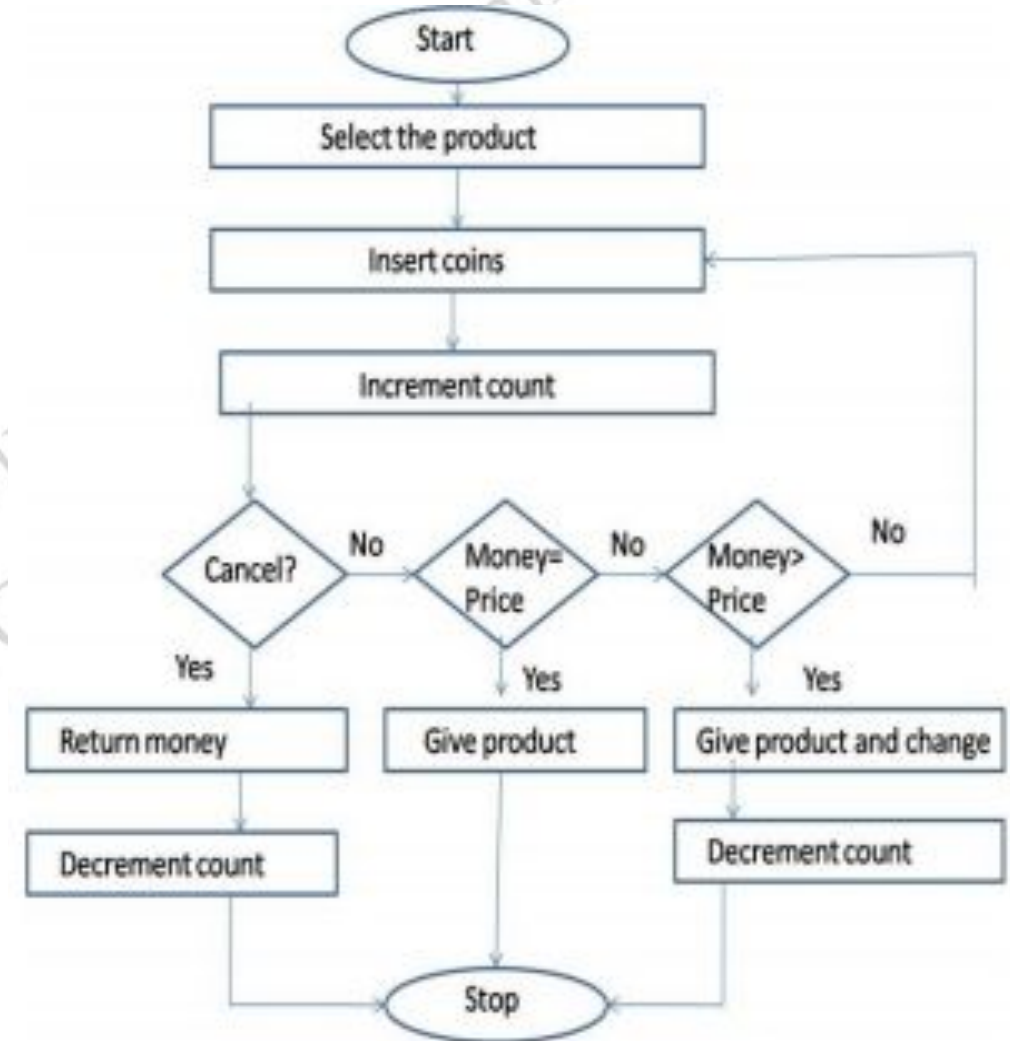 Start
Select the product
Insert coins
Increment count
Cancel?
No
Money=
Price
No
Money>
Price
No
Yes
Yes
Yes
Return money
Give product
Give product and change
Decrement count
Decrement count
Stop